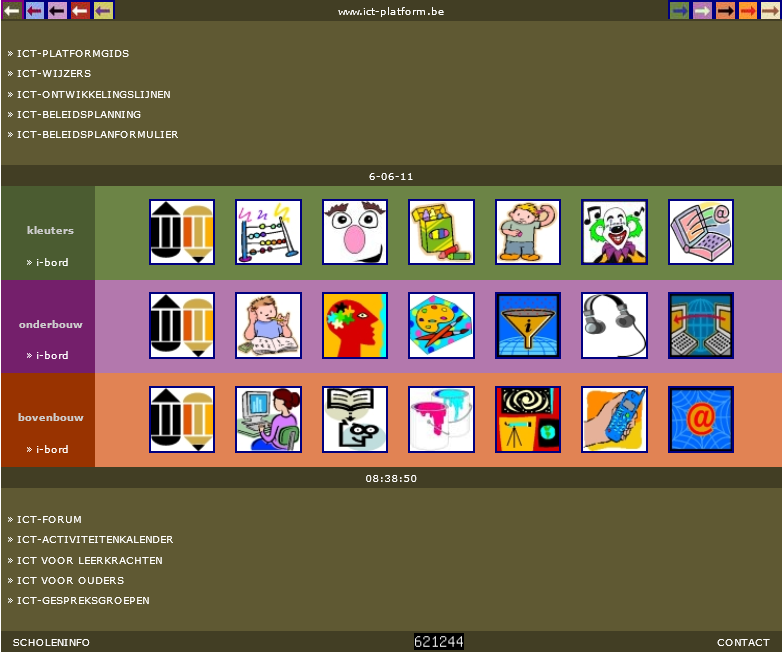 www.ict-platform.be
» ICT-PLATFORMGIDS
» ICT-WIJZERS
» ICT-ONTWIKKELINGSLIJNEN
» ICT-BELEIDSPLANNING
» ICT-BELEIDSPLANFORMULIER
6-06-11
kleuters
» i-bord
@
onderbouw
» i-bord
i
bovenbouw
» i-bord
@
08:38:50
» ICT-FORUM
» ICT-ACTIVITEITENKALENDER
» ICT VOOR LEERKRACHTEN
» ICT VOOR OUDERS
» ICT-GESPREKSGROEPEN
SCHOLENINFO 621244 CONTACT